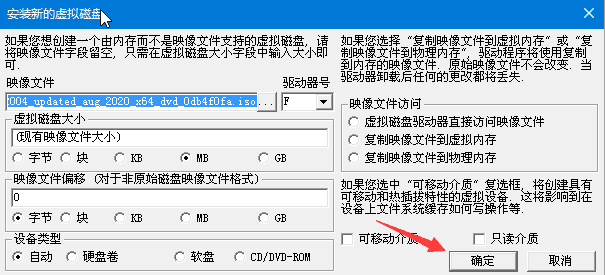 安装新的虚拟磁盘
如果您想创建一个由内存而不是映像文件支持的虚拟磁盘, 请
将映像文件字段留空, 只需在虚拟磁盘大小字段中输入大小即
可.
映像文件
驱动器号
2004_updated_aug_2020_x64_dvd_0db4f0fa.iso
...
F
虚拟磁盘大小
(现有映像文件大小)
字节 块 KB MB GB
映像文件偏移 (对于非原始磁盘映像文件格式)
0
字节 块 KB MB GB
设备类型
自动 硬盘卷 软盘 CD/DVD-ROM
如果您选择 “复制映像文件到虚拟内存” 或 “复
制映像文件到物理内存”, 驱动程序将使用复制
到内存的映像文件. 原始映像文件不会改变. 当
驱动器卸载后任何的更改都将丢失.
映像文件访问
虚拟磁盘驱动器直接访问映像文件
复制映像文件到虚拟内存
复制映像文件到物理内存
如果您选中 “可移动介质” 复选框, 将创建具有
可移动和热插拔特性的虚拟设备. 这将影响到在
设备上文件系统缓存如何写操作等.
可移动介质 只读介质
确定 取消